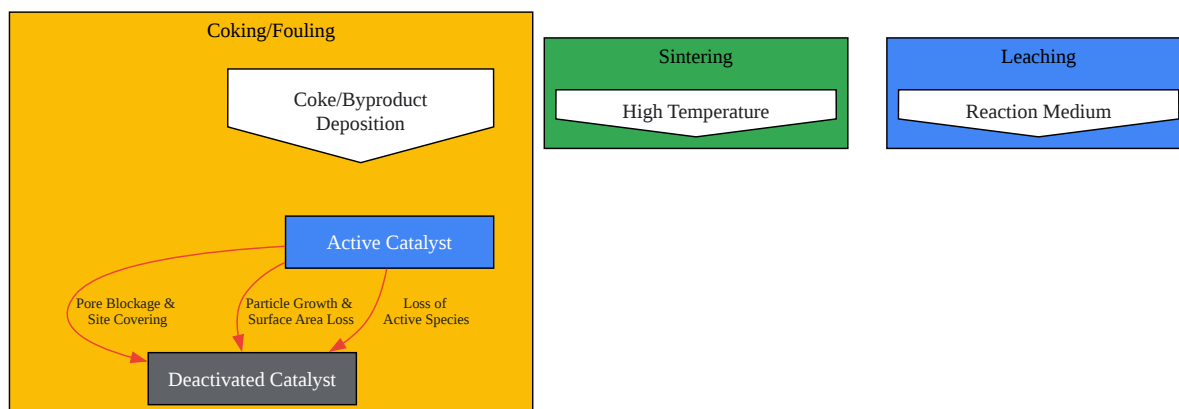 Coking/Fouling
Coke/Byproduct
Deposition
Active Catalyst
Pore Blockage &
Site Covering
Particle Growth &
Surface Area Loss
Loss of
Active Species
Deactivated Catalyst
Sintering
High Temperature
Leaching
Reaction Medium